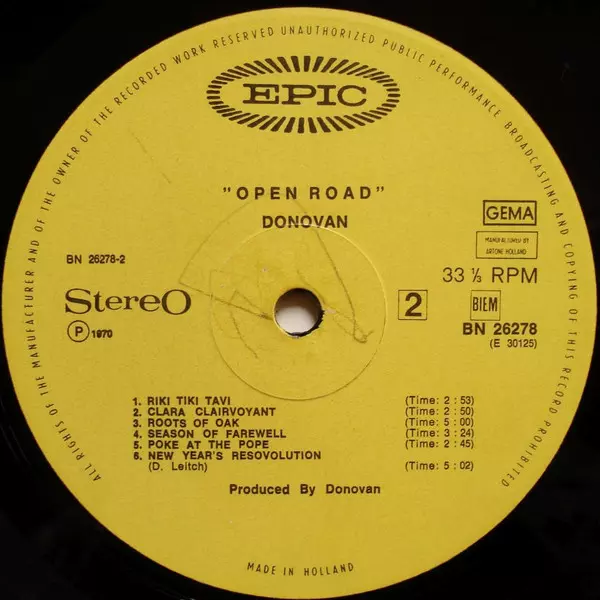 ALL RIGHTS OF THE MANUFACTURER AND OF THE OWNER OF THE RECORDED WORK RESERVED UNAUTHORIZED PUBLIC PERFORMANCE BROADCASTING AND COPYING OF THIS RECORD PROHIBITED
EPIC
"OPEN ROAD"
DONOVAN
GEMA
MANUFACTURED BY
ARTONE HOLLAND
BN 26278-2
33 ⅓ RPM
Stereo
2
BIEM
P 1970
BN 26278
(E 30125)
1. RIKI TIKI TAVI (Time: 2 : 53)
2. CLARA CLAIRVOYANT (Time: 2 : 50)
3. ROOTS OF OAK (Time: 5 : 00)
4. SEASON OF FAREWELL (Time: 3 : 24)
5. POKE AT THE POPE (Time: 2 : 45)
6. NEW YEAR'S RESOVOLUTION
(D. Leitch) (Time: 5 : 02)
Produced By Donovan
MADE IN HOLLAND